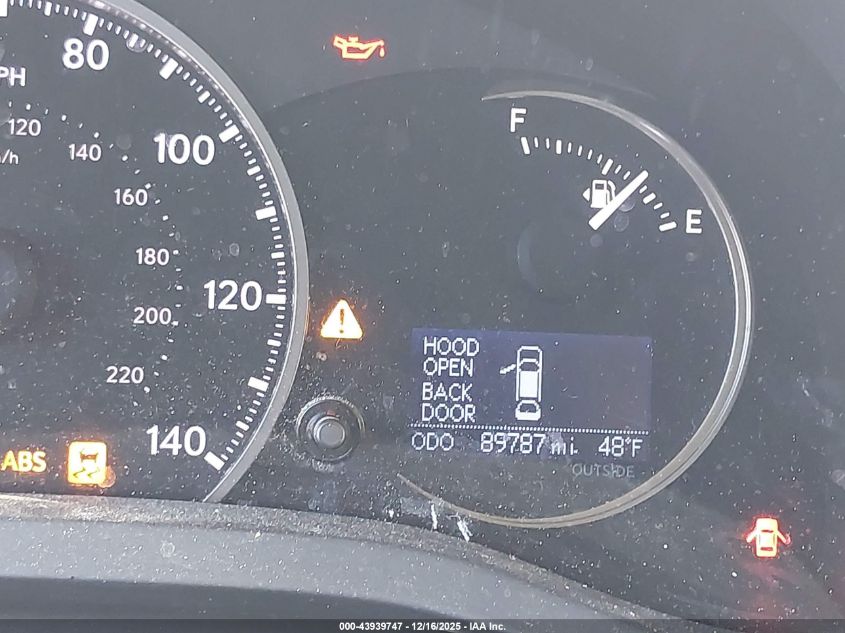 80
PH
120
m/h
140
100
160
180
120
200
220
140
ABS
F
E
HOOD
OPEN
BACK
DOOR
ODO 89787 mi. 48°F
OUTSIDE
000-43939747 - 12/16/2025 - IAA Inc.